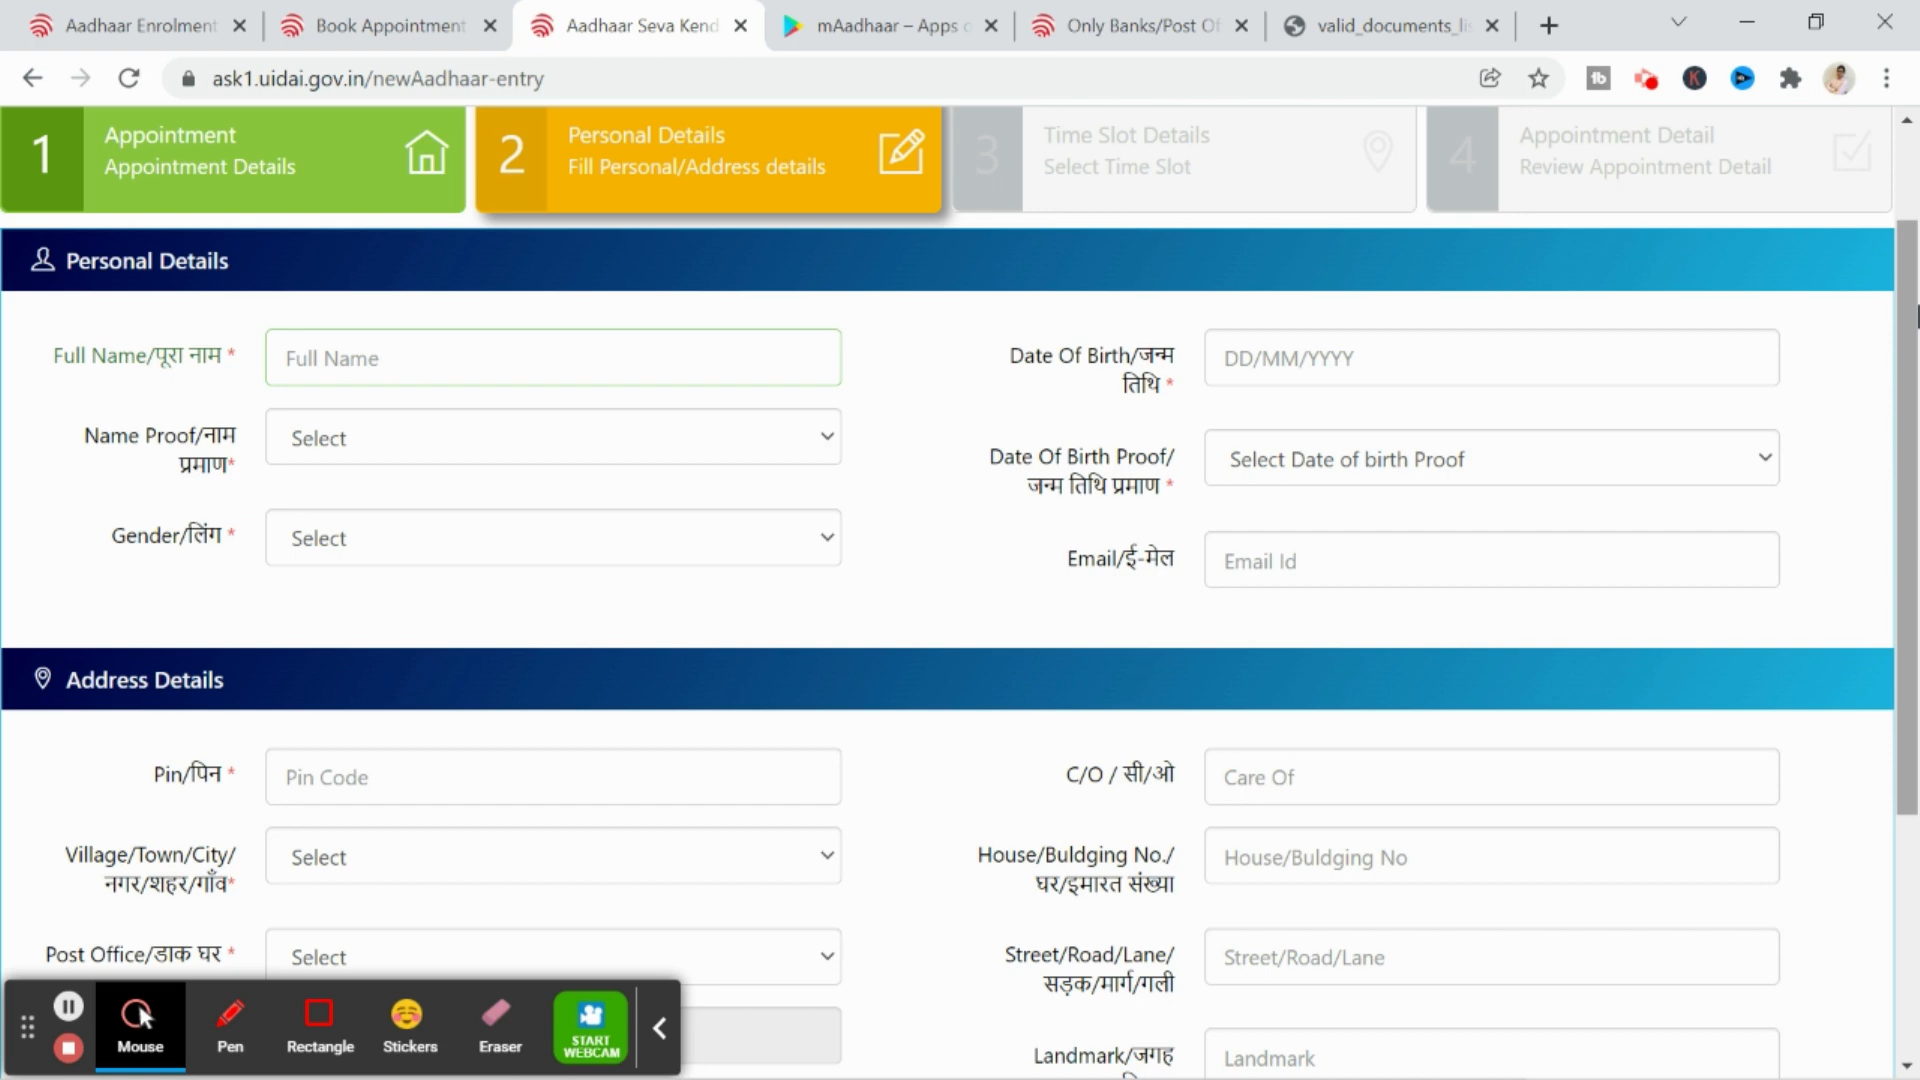 Aadhaar Enrolment
Book Appointment
Aadhaar Seva Kend
mAadhaar – Apps o
Only Banks/Post Of
valid_documents_lis
ask1.uidai.gov.in/newAadhaar-entry
1
Appointment
Appointment Details
2
Personal Details
Fill Personal/Address details
3
Time Slot Details
Select Time Slot
4
Appointment Detail
Review Appointment Detail
Personal Details
Full Name/पूरा नाम *
Full Name
Date Of Birth/जन्म
तिथि *
DD/MM/YYYY
Name Proof/नाम
प्रमाण*
Select
Date Of Birth Proof/
जन्म तिथि प्रमाण *
Select Date of birth Proof
Gender/लिंग *
Select
Email/ई-मेल
Email Id
Address Details
Pin/पिन *
Pin Code
C/O / सी/ओ
Care Of
Village/Town/City/
नगर/शहर/गाँव*
Select
House/Buldging No./
घर/इमारत संख्या
House/Buldging No
Post Office/डाक घर *
Select
Street/Road/Lane/
सड़क/मार्ग/गली
Street/Road/Lane
Landmark/जगह
Landmark
Mouse
Pen
Rectangle
Stickers
Eraser
START
WEBCAM